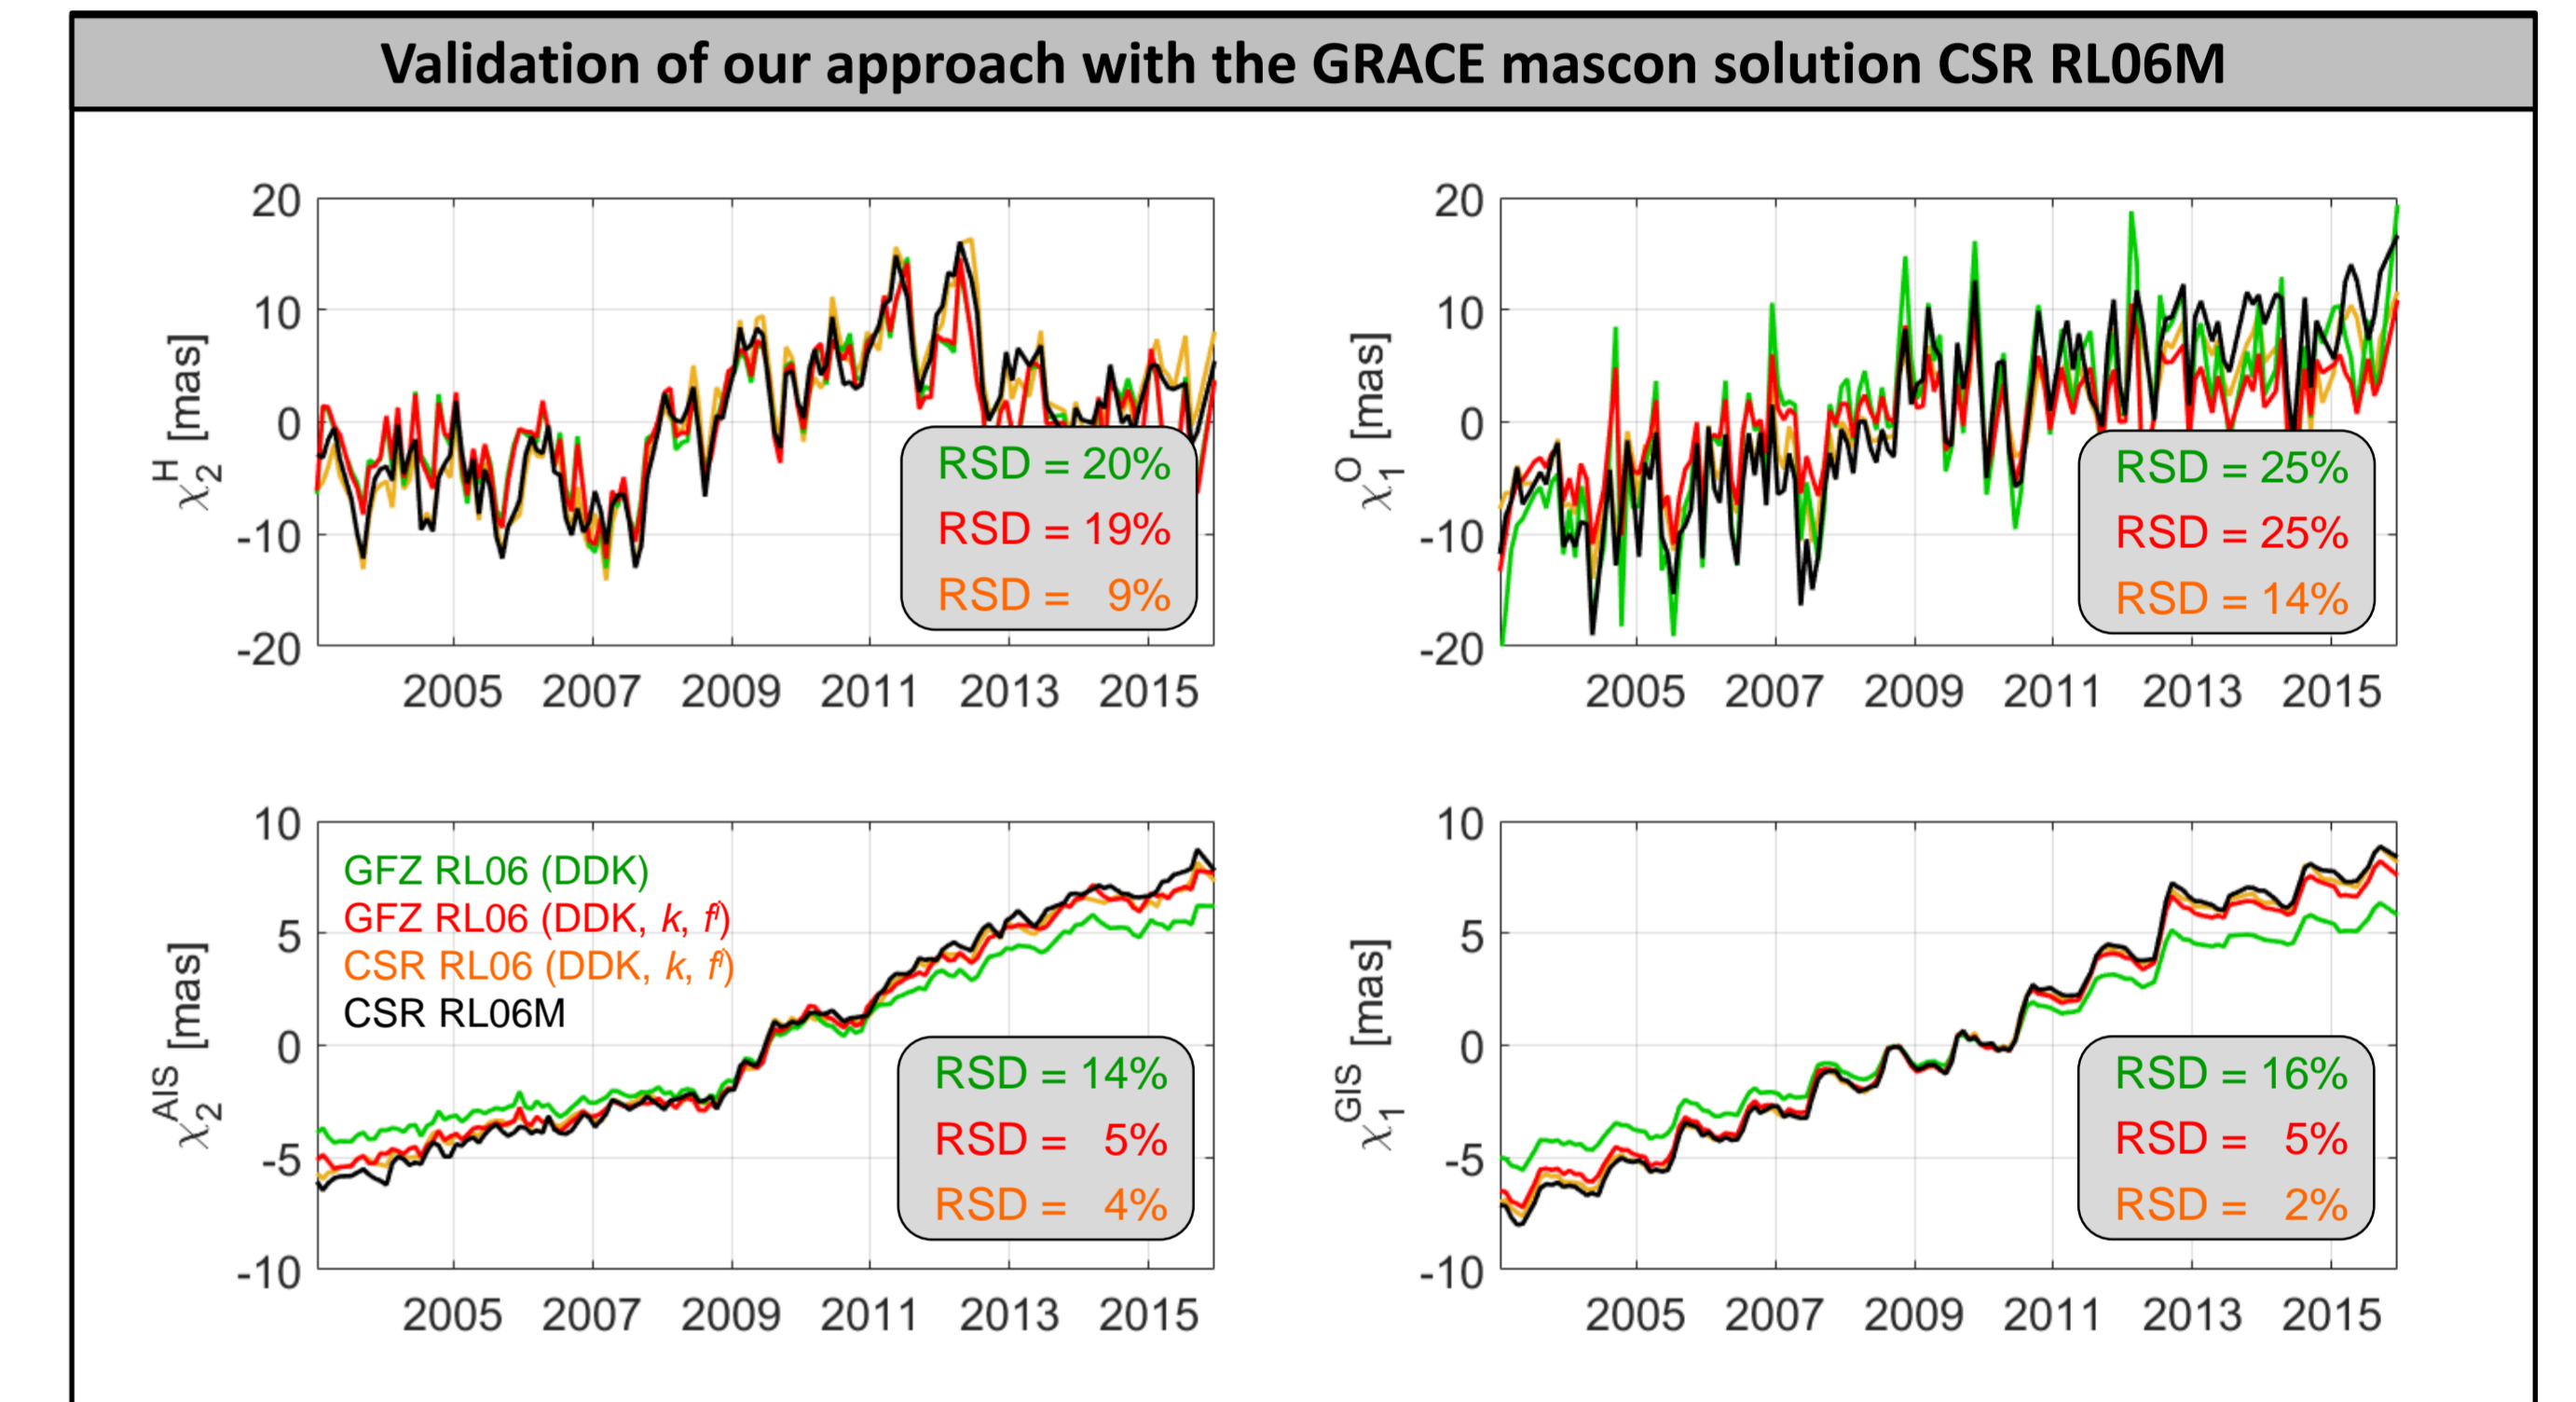 Validation of our approach with the GRACE mascon solution CSR RL06M
20
10
0
-10
-20
χ₂ᴴ [mas]
RSD = 20%
RSD = 19%
RSD = 9%
2005 2007 2009 2011 2013 2015
20
10
0
-10
-20
χ₁ᴼ [mas]
RSD = 25%
RSD = 25%
RSD = 14%
2005 2007 2009 2011 2013 2015
10
5
0
-5
-10
χ₂ᴬᴵˢ [mas]
GFZ RL06 (DDK)
GFZ RL06 (DDK, k, fⁱ)
CSR RL06 (DDK, k, fⁱ)
CSR RL06M
RSD = 14%
RSD = 5%
RSD = 4%
2005 2007 2009 2011 2013 2015
10
5
0
-5
-10
χ₁ᴳᴵˢ [mas]
RSD = 16%
RSD = 5%
RSD = 2%
2005 2007 2009 2011 2013 2015